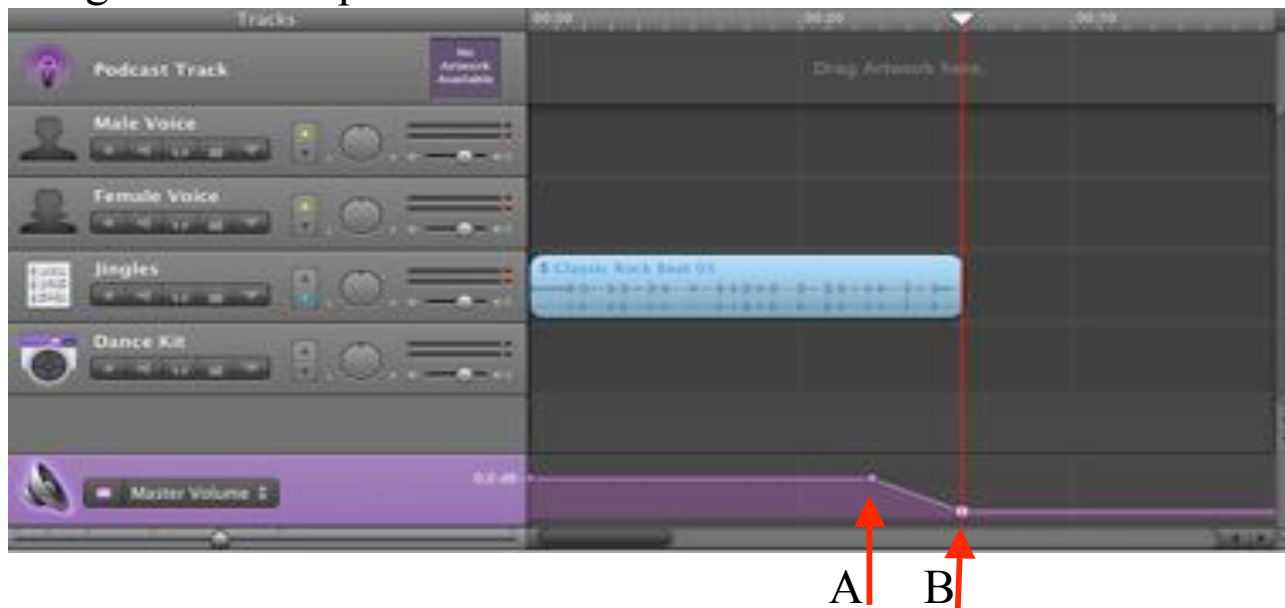 Tracks
Podcast Track
No
Artwork
Available
Drag Artwork here.
Male Voice
Female Voice
Jingles
Classic Rock Beat 05
Dance Kit
Master Volume
0.0 dB
A B